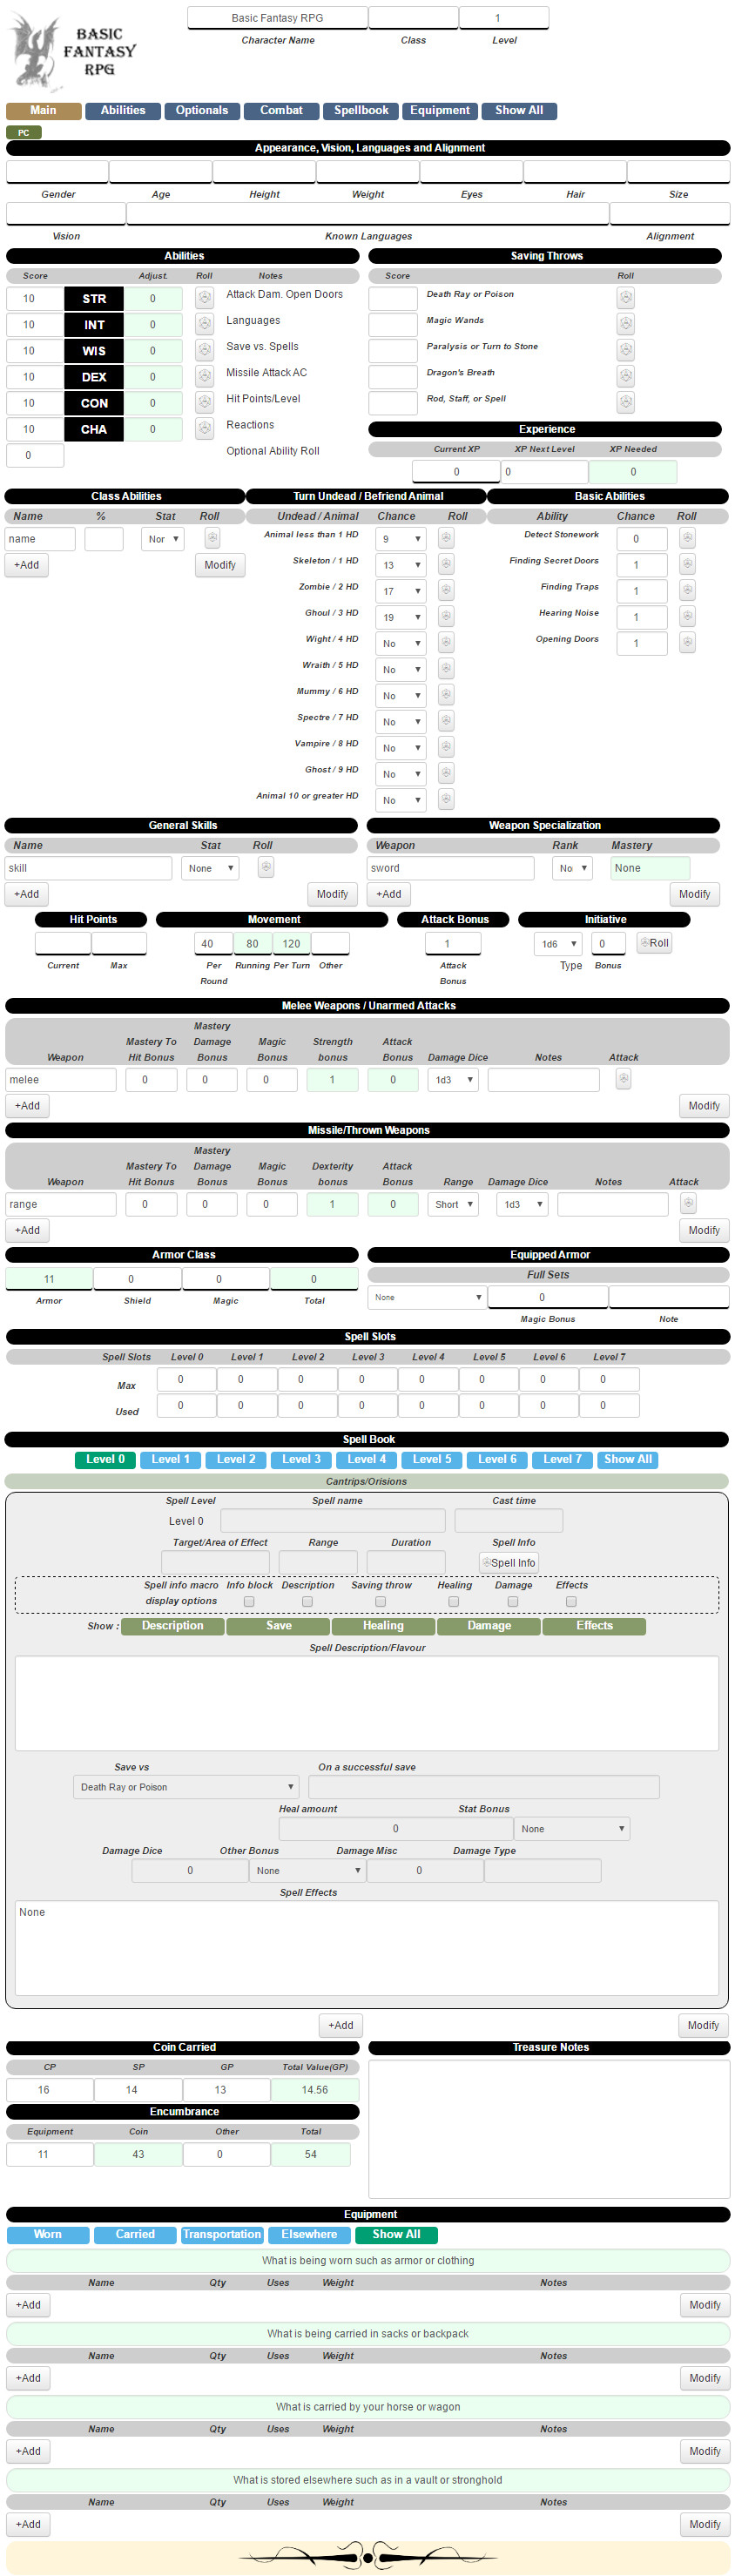 BASIC
FANTASY
RPG
Basic Fantasy RPG 1
Character Name Class Level
Main Abilities Optionals Combat Spellbook Equipment Show All
PC
Appearance, Vision, Languages and Alignment
Gender Age Height Weight Eyes Hair Size
Vision Known Languages Alignment
Abilities Saving Throws
Score Adjust. Roll Notes Score Roll
10 STR 0 Attack Dam. Open Doors Death Ray or Poison
10 INT 0 Languages Magic Wands
10 WIS 0 Save vs. Spells Paralysis or Turn to Stone
10 DEX 0 Missile Attack AC Dragon's Breath
10 CON 0 Hit Points/Level Rod, Staff, or Spell
10 CHA 0 Reactions Experience
0 Optional Ability Roll Current XP XP Next Level XP Needed
0 0 0
Class Abilities Turn Undead / Befriend Animal Basic Abilities
Name % Stat Roll Undead / Animal Chance Roll Ability Chance Roll
name Nor Animal less than 1 HD 9 Detect Stonework 0
+Add Modify Skeleton / 1 HD 13 Finding Secret Doors 1
Zombie / 2 HD 17 Finding Traps 1
Ghoul / 3 HD 19 Hearing Noise 1
Wight / 4 HD No Opening Doors 1
Wraith / 5 HD No
Mummy / 6 HD No
Spectre / 7 HD No
Vampire / 8 HD No
Ghost / 9 HD No
Animal 10 or greater HD No
General Skills Weapon Specialization
Name Stat Roll Weapon Rank Mastery
skill None sword No None
+Add Modify +Add Modify
Hit Points Movement Attack Bonus Initiative
40 80 120 1 1d6 0 Roll
Current Max Per Round Running Per Turn Other Attack Bonus Type Bonus
Melee Weapons / Unarmed Attacks
Weapon Mastery To Hit Bonus Mastery Damage Bonus Magic Bonus Strength bonus Attack Bonus Damage Dice Notes Attack
melee 0 0 0 1 0 1d3
+Add Modify
Missile/Thrown Weapons
Weapon Mastery To Hit Bonus Mastery Damage Bonus Magic Bonus Dexterity bonus Attack Bonus Range Damage Dice Notes Attack
range 0 0 0 1 0 Short 1d3
+Add Modify
Armor Class Equipped Armor
11 0 0 0 Full Sets
Armor Shield Magic Total None 0
Magic Bonus Note
Spell Slots
Spell Slots Level 0 Level 1 Level 2 Level 3 Level 4 Level 5 Level 6 Level 7
Max 0 0 0 0 0 0 0 0
Used 0 0 0 0 0 0 0 0
Spell Book
Level 0 Level 1 Level 2 Level 3 Level 4 Level 5 Level 6 Level 7 Show All
Cantrips/Orisions
Spell Level Spell name Cast time
Level 0
Target/Area of Effect Range Duration Spell Info
Spell Info
Spell info macro Info block Description Saving throw Healing Damage Effects
display options
Show : Description Save Healing Damage Effects
Spell Description/Flavour
Save vs On a successful save
Death Ray or Poison
Heal amount Stat Bonus
0 None
Damage Dice Other Bonus Damage Misc Damage Type
0 None 0
Spell Effects
None
+Add Modify
Coin Carried Treasure Notes
CP SP GP Total Value(GP)
16 14 13 14.56
Encumbrance
Equipment Coin Other Total
11 43 0 54
Equipment
Worn Carried Transportation Elsewhere Show All
What is being worn such as armor or clothing
Name Qty Uses Weight Notes
+Add Modify
What is being carried in sacks or backpack
Name Qty Uses Weight Notes
+Add Modify
What is carried by your horse or wagon
Name Qty Uses Weight Notes
+Add Modify
What is stored elsewhere such as in a vault or stronghold
Name Qty Uses Weight Notes
+Add Modify